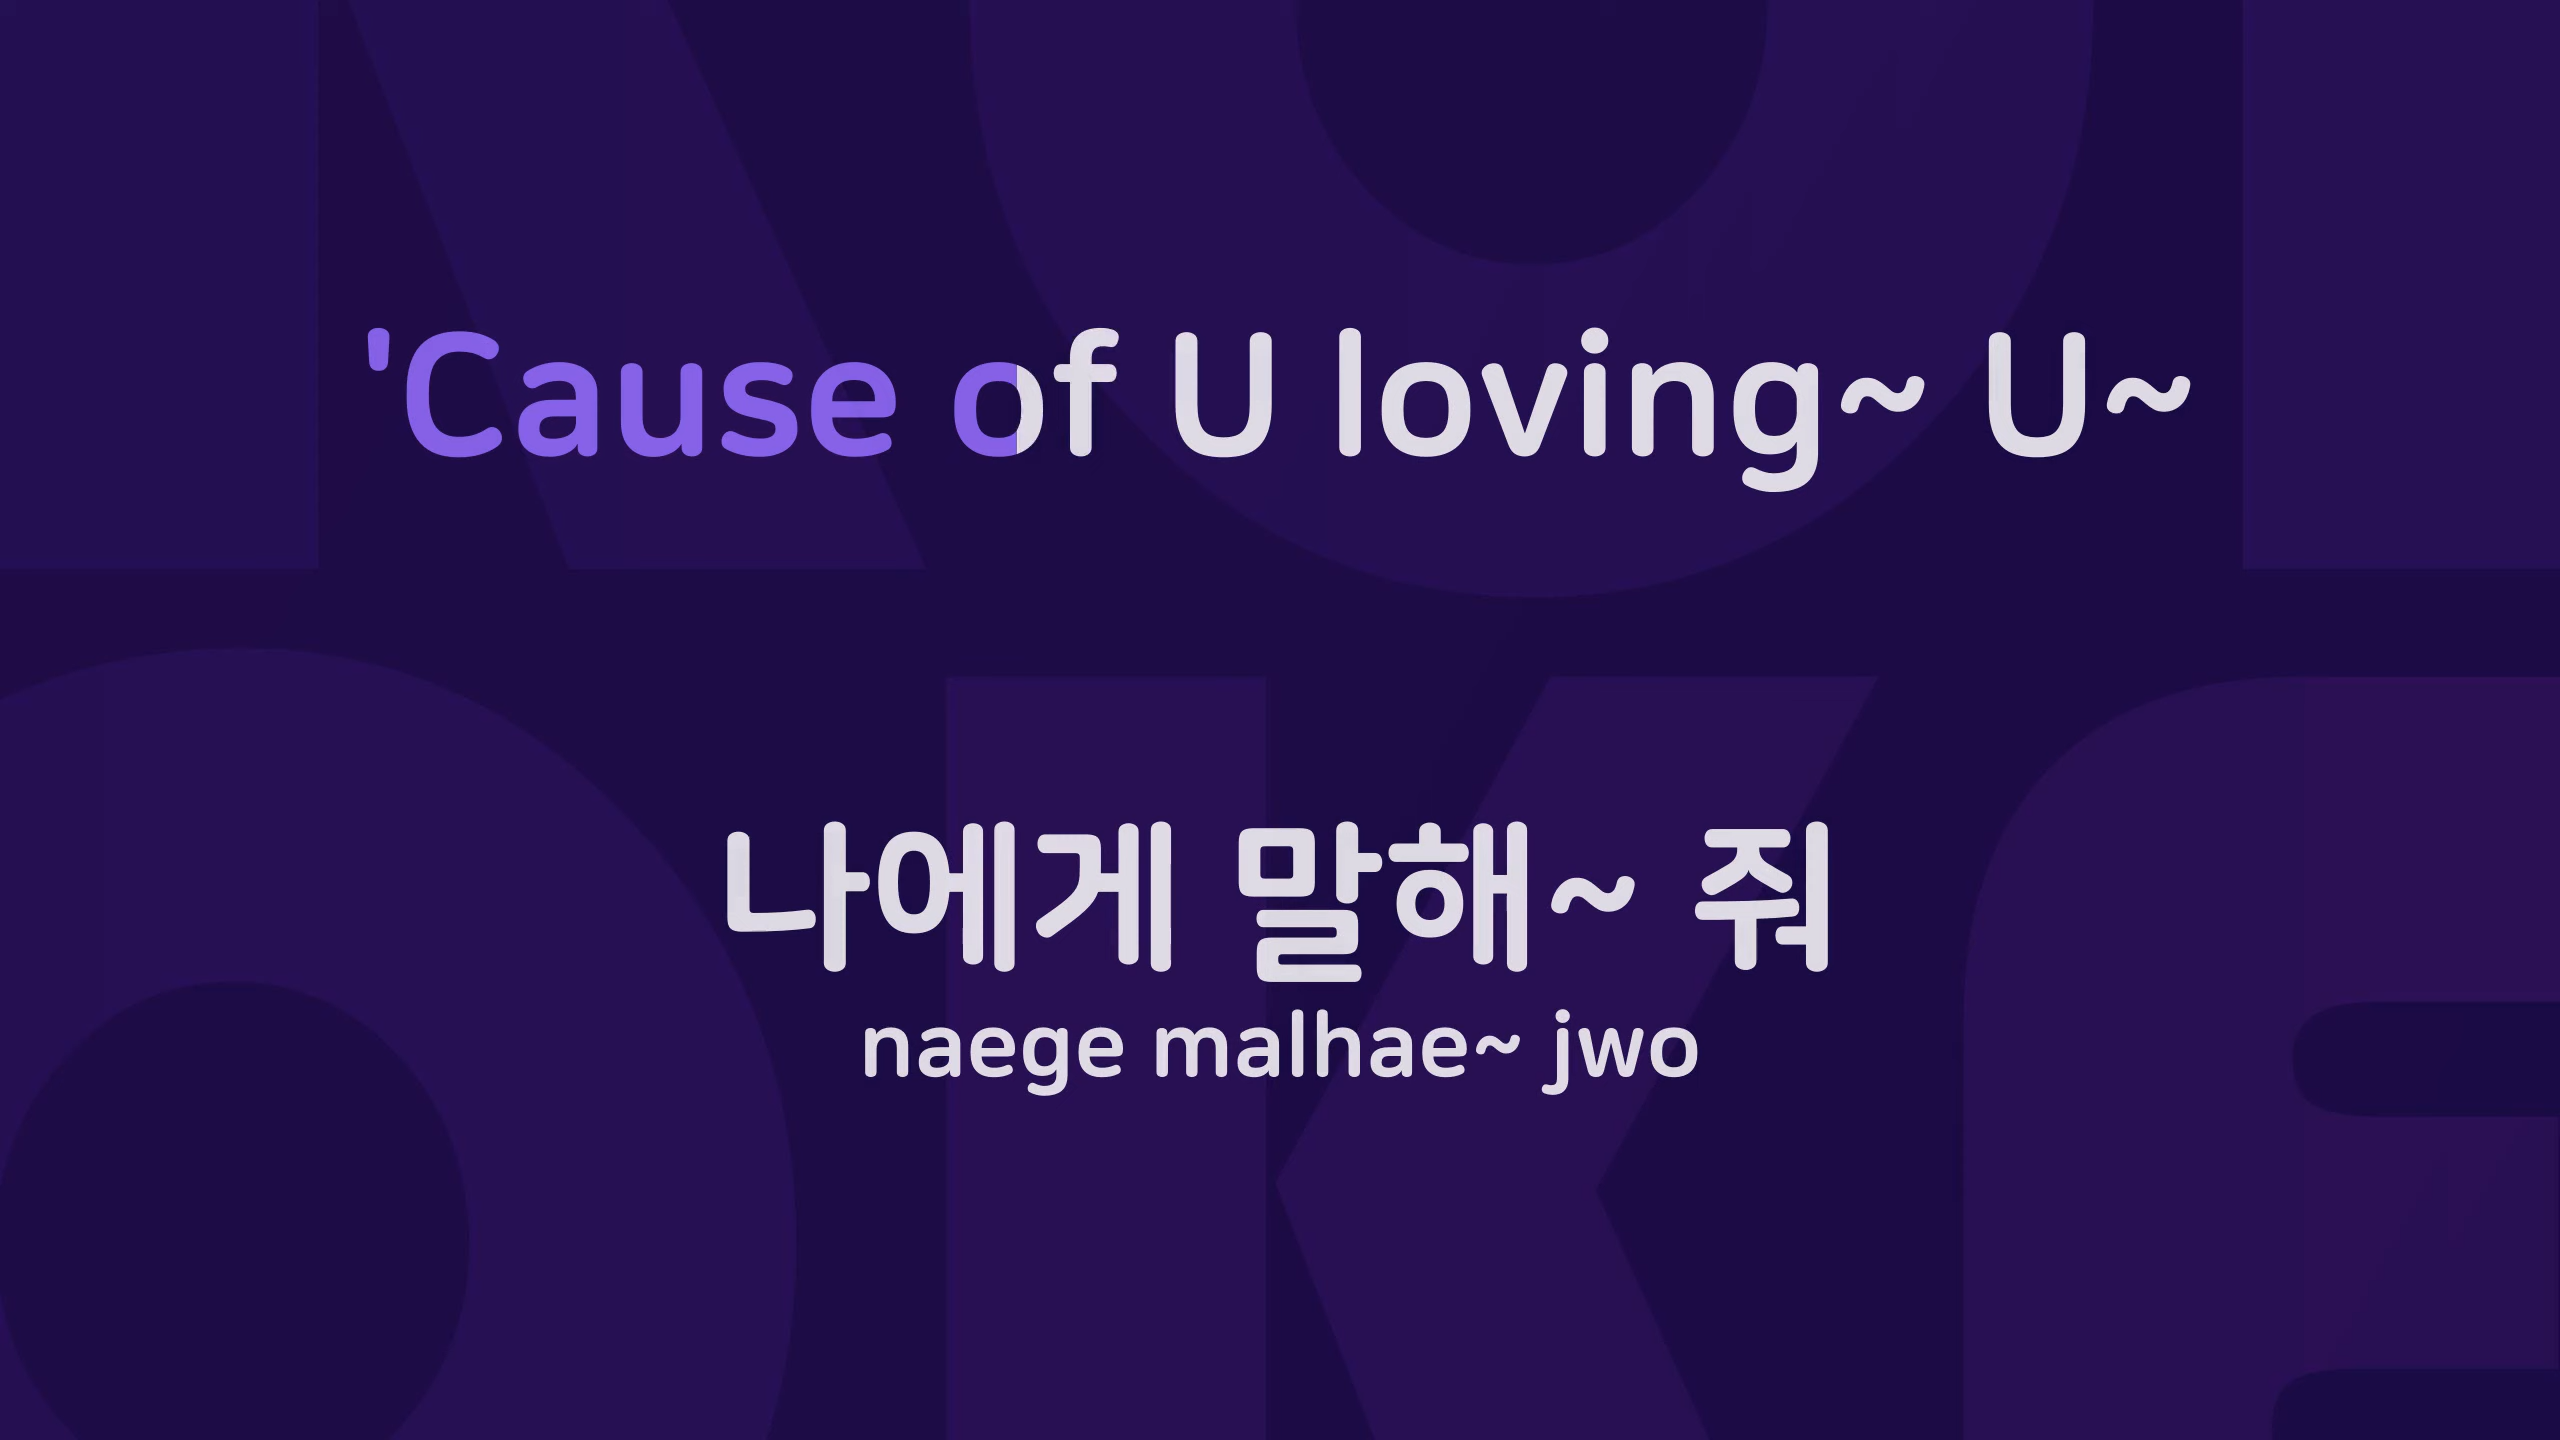 'Cause of U loving~ U~
나에게 말해~ 줘
naege malhae~ jwo